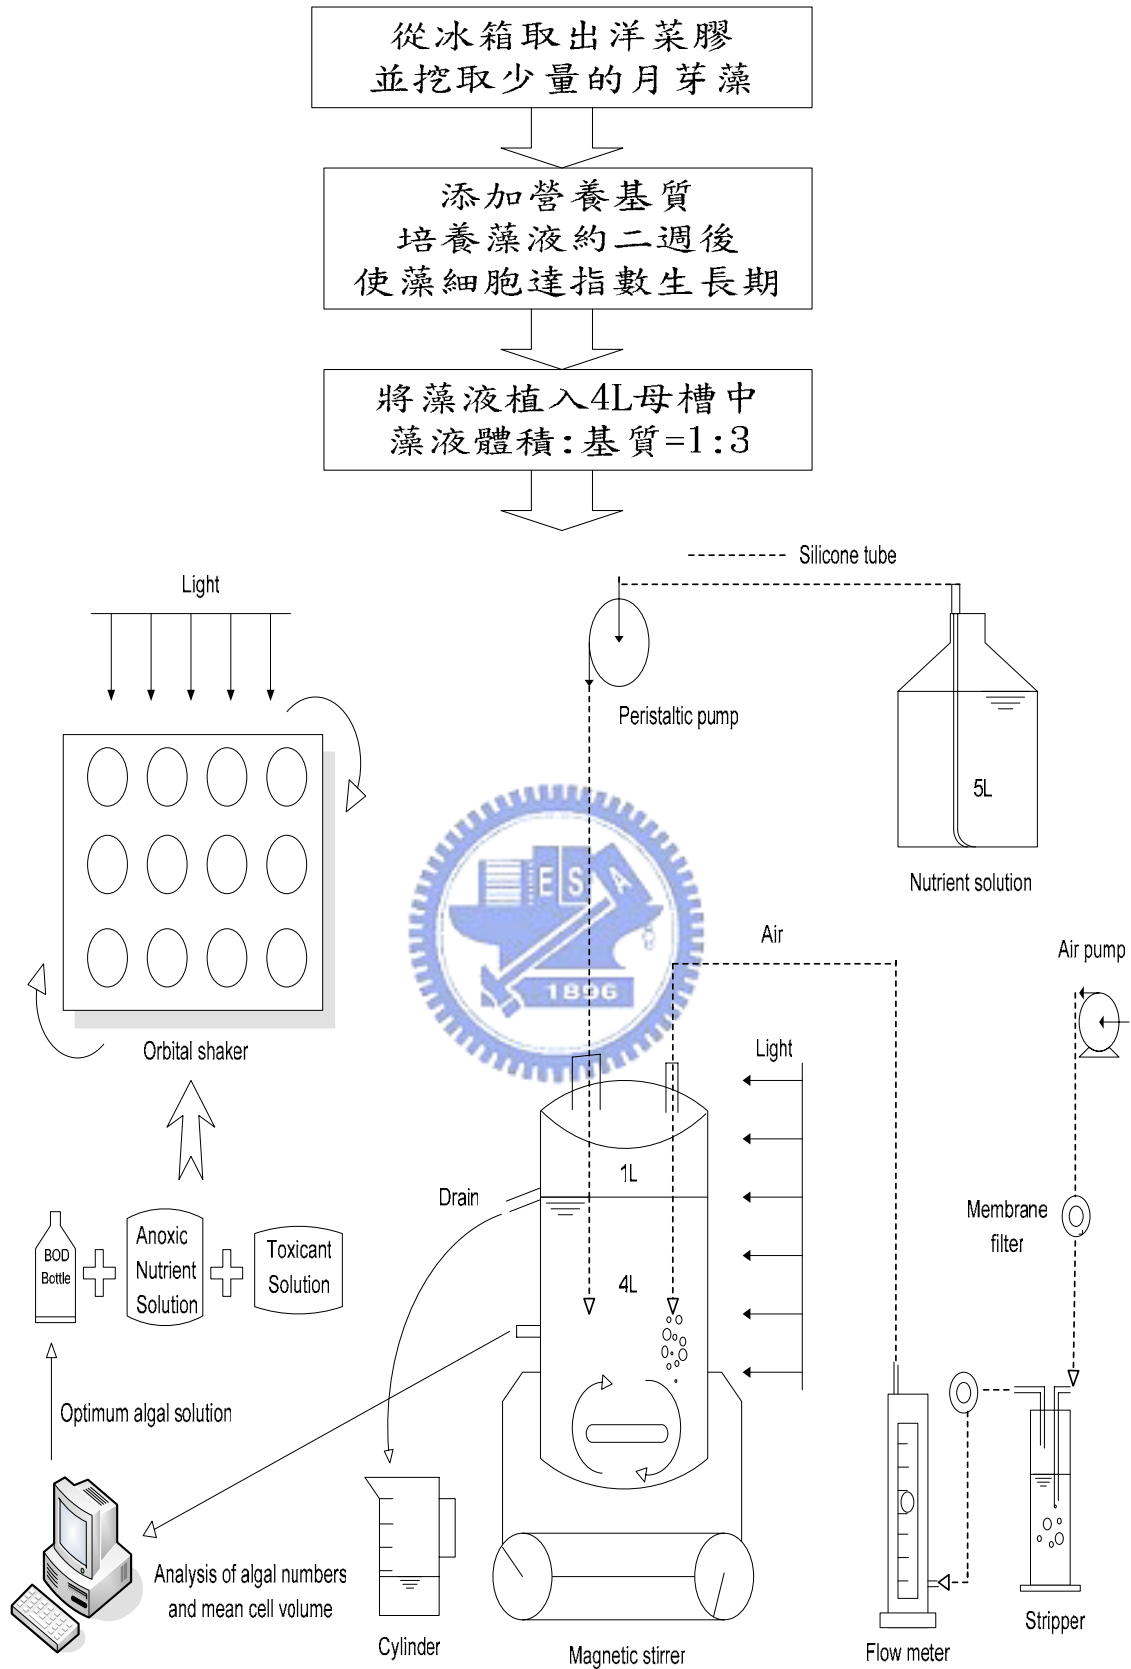 從冰箱取出洋菜膠
並挖取少量的月芽藻
添加營養基質
培養藻液約二週後
使藻細胞達指數生長期
將藻液植入4L母槽中
藻液體積:基質=1:3
Silicone tube
Light
Peristaltic pump
5L
Nutrient solution
E S A
1896
Air
Air pump
Orbital shaker
Light
1L
Drain
Membrane
filter
BOD
Bottle
Anoxic
Nutrient
Solution
Toxicant
Solution
4L
Optimum algal solution
Analysis of algal numbers
and mean cell volume
Cylinder
Magnetic stirrer
Flow meter
Stripper